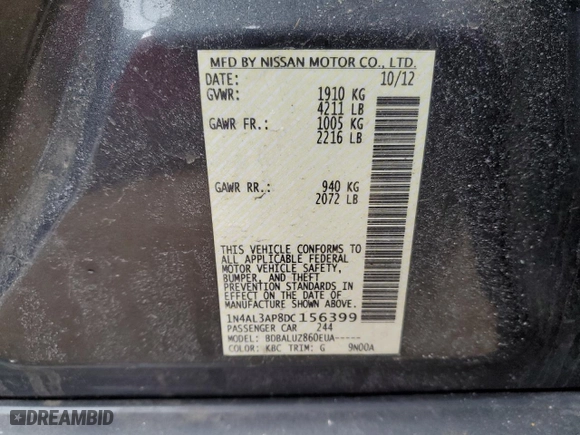 MFD BY NISSAN MOTOR CO., LTD.
DATE: 10/12
GVWR: 1910 KG
4211 LB
GAWR FR.: 1005 KG
2216 LB
GAWR RR.: 940 KG
2072 LB
THIS VEHICLE CONFORMS TO
ALL APPLICABLE FEDERAL
MOTOR VEHICLE SAFETY,
BUMPER, AND THEFT
PREVENTION STANDARDS IN
EFFECT ON THE DATE OF
MANUFACTURE SHOWN ABOVE.
1N4AL3AP8DC156399
PASSENGER CAR 244
MODEL: BDBALUZ860EUA-----
COLOR: KBC TRIM: G 9N00A
DREAMBID